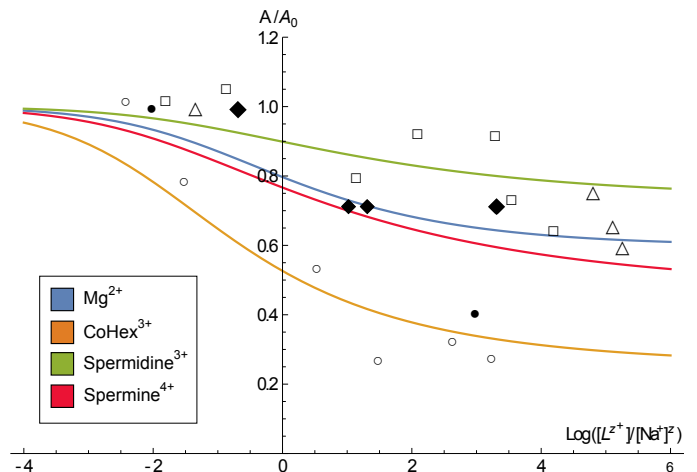 A/A₀
1.2
1.0
0.8
0.6
0.4
0.2
Mg²⁺
CoHex³⁺
Spermidine³⁺
Spermine⁴⁺
Log([Lᶻ⁺]/[Na⁺]ᶻ)
-4 -2 0 2 4 6